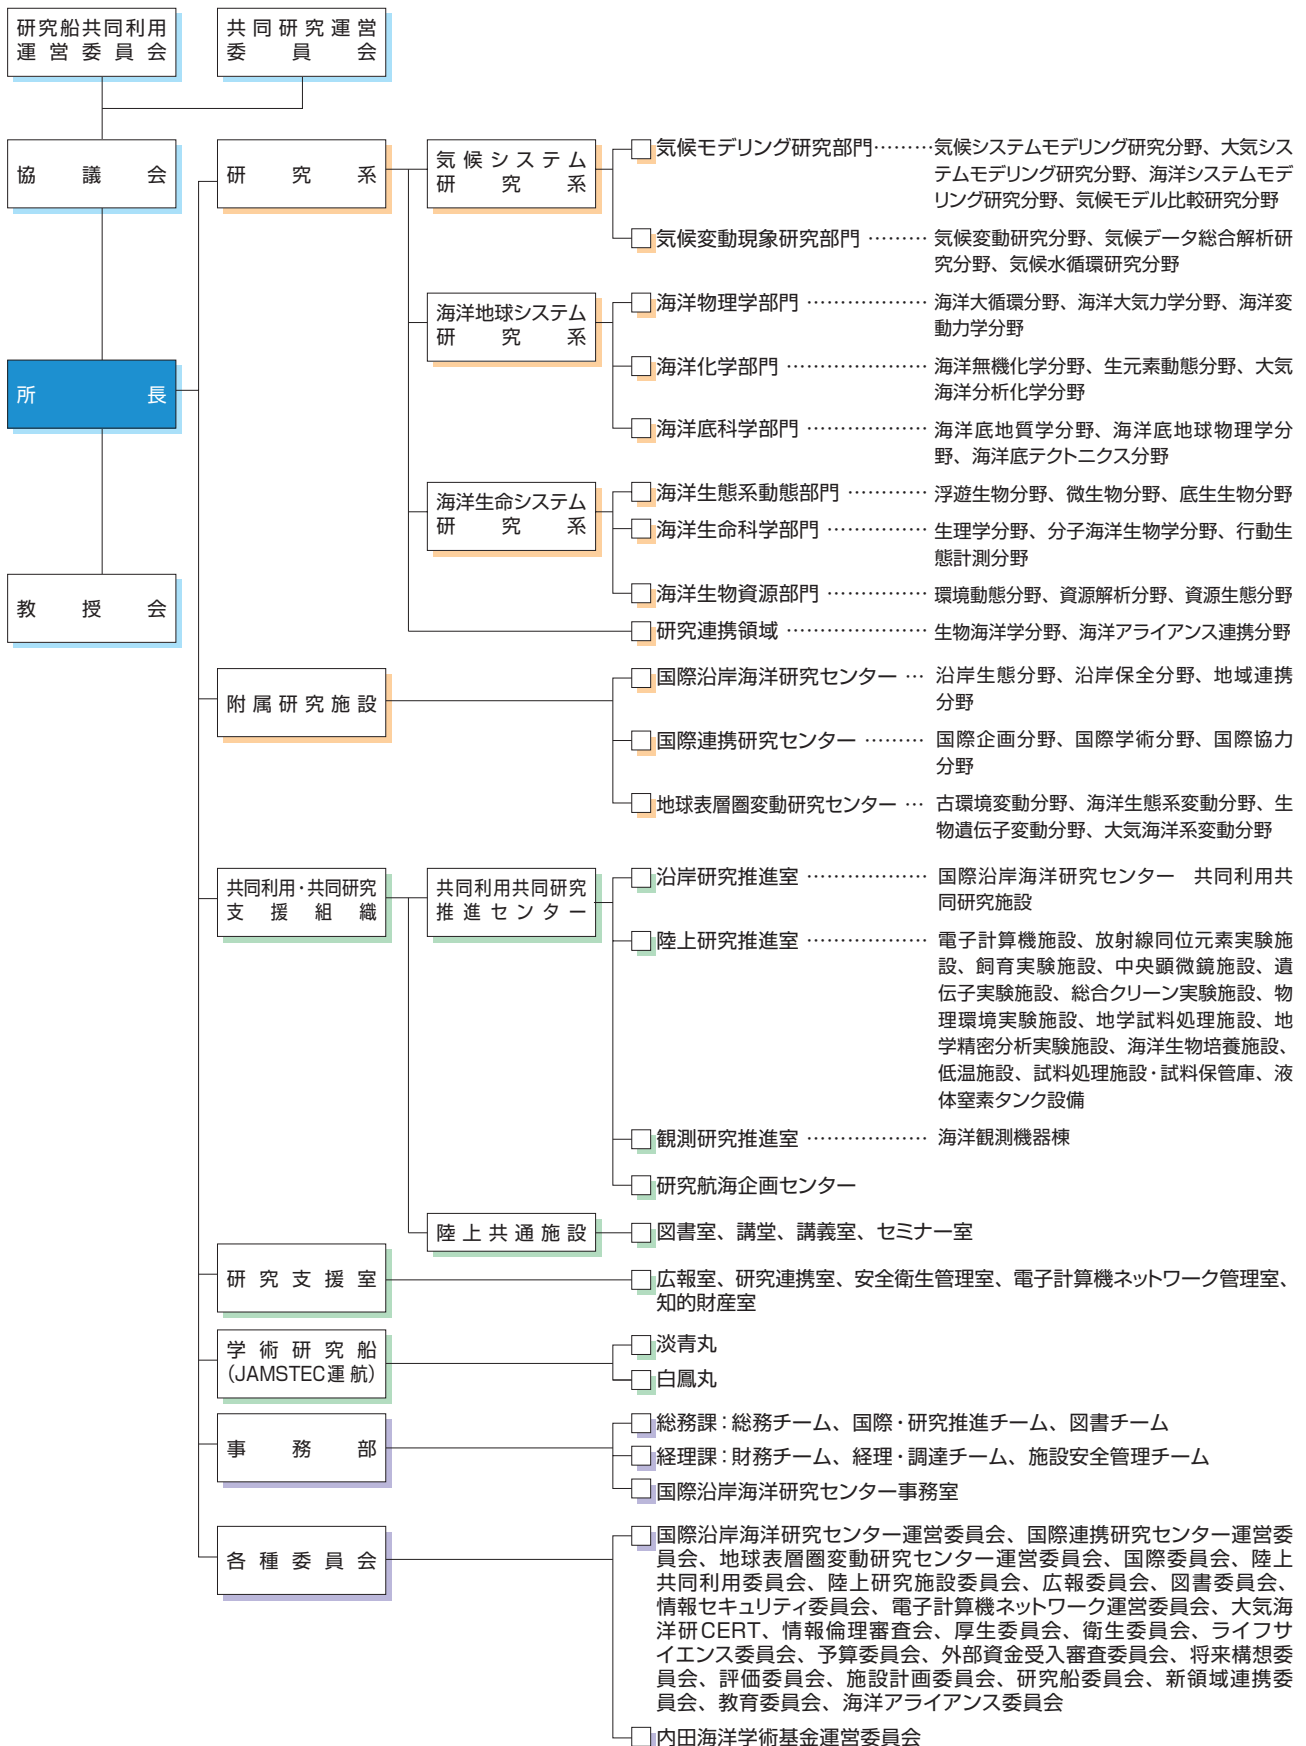 研究船共同利用
運営委員会
共同研究運営
委員会
協議会
所長
教授会
研究系
気候システム
研究系
気候モデリング研究部門………気候システムモデリング研究分野、大気シス
テムモデリング研究分野、海洋システムモデ
リング研究分野、気候モデル比較研究分野
気候変動現象研究部門………気候変動研究分野、気候データ総合解析研
究分野、気候水循環研究分野
海洋地球システム
研究系
海洋物理学部門………………海洋大循環分野、海洋大気力学分野、海洋変
動力学分野
海洋化学部門…………………海洋無機化学分野、生元素動態分野、大気
海洋分析化学分野
海洋底科学部門………………海洋底地質学分野、海洋底地球物理学分
野、海洋底テクトニクス分野
海洋生命システム
研究系
海洋生態系動態部門…………浮遊生物分野、微生物分野、底生生物分野
海洋生命科学部門……………生理学分野、分子海洋生物学分野、行動生
態計測分野
海洋生物資源部門……………環境動態分野、資源解析分野、資源生態分野
研究連携領域…………………生物海洋学分野、海洋アライアンス連携分野
附属研究施設
国際沿岸海洋研究センター…沿岸生態分野、沿岸保全分野、地域連携
分野
国際連携研究センター………国際企画分野、国際学術分野、国際協力
分野
地球表層圏変動研究センター…古環境変動分野、海洋生態系変動分野、生
物遺伝子変動分野、大気海洋系変動分野
共同利用・共同研究
支援組織
共同利用共同研究
推進センター
沿岸研究推進室………………国際沿岸海洋研究センター　共同利用共
同研究施設
陸上研究推進室………………電子計算機施設、放射線同位元素実験施
設、飼育実験施設、中央顕微鏡施設、遺
伝子実験施設、総合クリーン実験施設、物
理環境実験施設、地学試料処理施設、地
学精密分析実験施設、海洋生物培養施設、
低温施設、試料処理施設・試料保管庫、液
体窒素タンク設備
観測研究推進室………………海洋観測機器棟
研究航海企画センター
陸上共通施設
図書室、講堂、講義室、セミナー室
研究支援室
広報室、研究連携室、安全衛生管理室、電子計算機ネットワーク管理室、
知的財産室
学術研究船
（JAMSTEC運航）
淡青丸
白鳳丸
事務部
総務課：総務チーム、国際・研究推進チーム、図書チーム
経理課：財務チーム、経理・調達チーム、施設安全管理チーム
国際沿岸海洋研究センター事務室
各種委員会
国際沿岸海洋研究センター運営委員会、国際連携研究センター運営委
員会、地球表層圏変動研究センター運営委員会、国際委員会、陸上
共同利用委員会、陸上研究施設委員会、広報委員会、図書委員会、
情報セキュリティ委員会、電子計算機ネットワーク運営委員会、大気海
洋研CERT、情報倫理審査会、厚生委員会、衛生委員会、ライフサ
イエンス委員会、予算委員会、外部資金受入審査委員会、将来構想委
員会、評価委員会、施設計画委員会、研究船委員会、新領域連携委
員会、教育委員会、海洋アライアンス委員会
内田海洋学術基金運営委員会